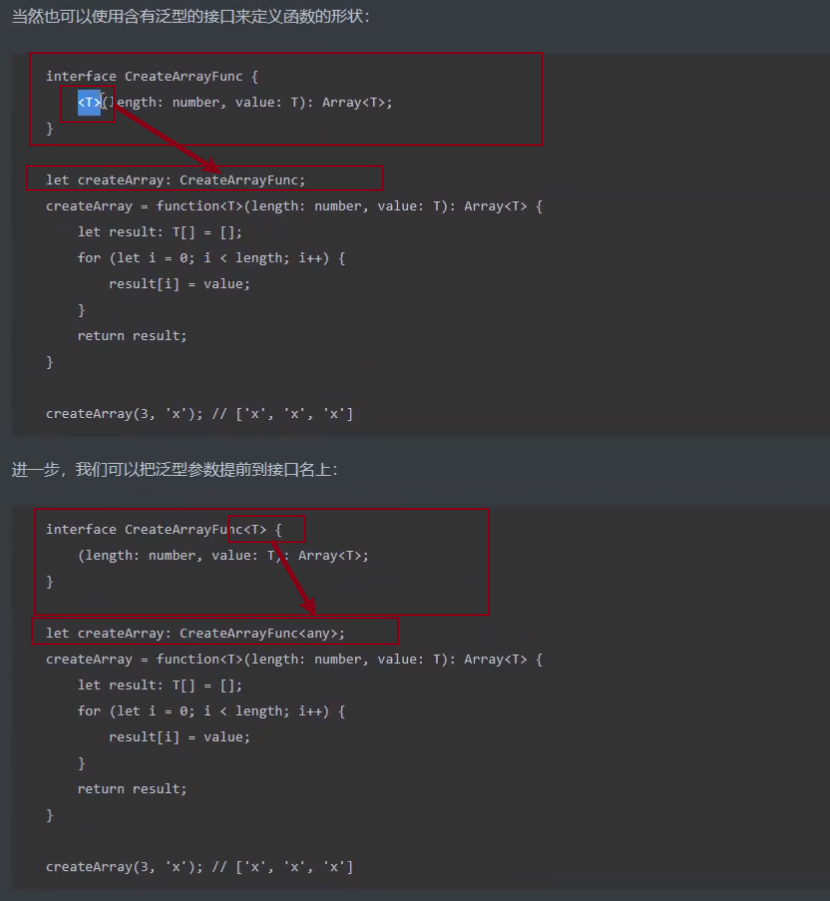 当然也可以使用含有泛型的接口来定义函数的形状：
interface CreateArrayFunc {
    <T>(length: number, value: T): Array<T>;
}
let createArray: CreateArrayFunc;
createArray = function<T>(length: number, value: T): Array<T> {
    let result: T[] = [];
    for (let i = 0; i < length; i++) {
        result[i] = value;
    }
    return result;
}
createArray(3, 'x'); // ['x', 'x', 'x']
进一步，我们可以把泛型参数提前到接口名上：
interface CreateArrayFunc<T> {
    (length: number, value: T): Array<T>;
}
let createArray: CreateArrayFunc<any>;
createArray = function<T>(length: number, value: T): Array<T> {
    let result: T[] = [];
    for (let i = 0; i < length; i++) {
        result[i] = value;
    }
    return result;
}
createArray(3, 'x'); // ['x', 'x', 'x']